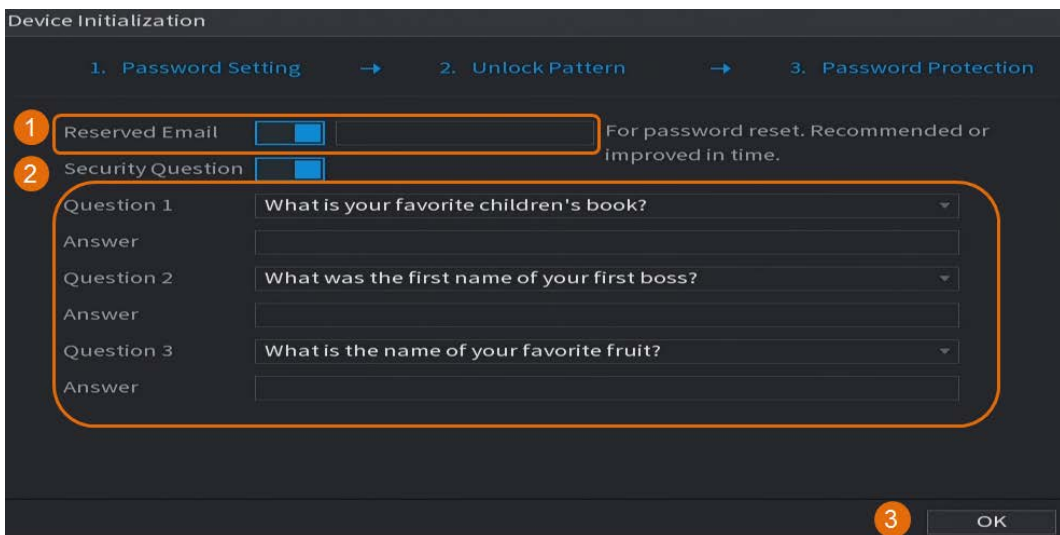 Device Initialization
1. Password Setting → 2. Unlock Pattern → 3. Password Protection
1 Reserved Email For password reset. Recommended or
improved in time.
2 Security Question
Question 1 What is your favorite children's book?
Answer
Question 2 What was the first name of your first boss?
Answer
Question 3 What is the name of your favorite fruit?
Answer
3 OK